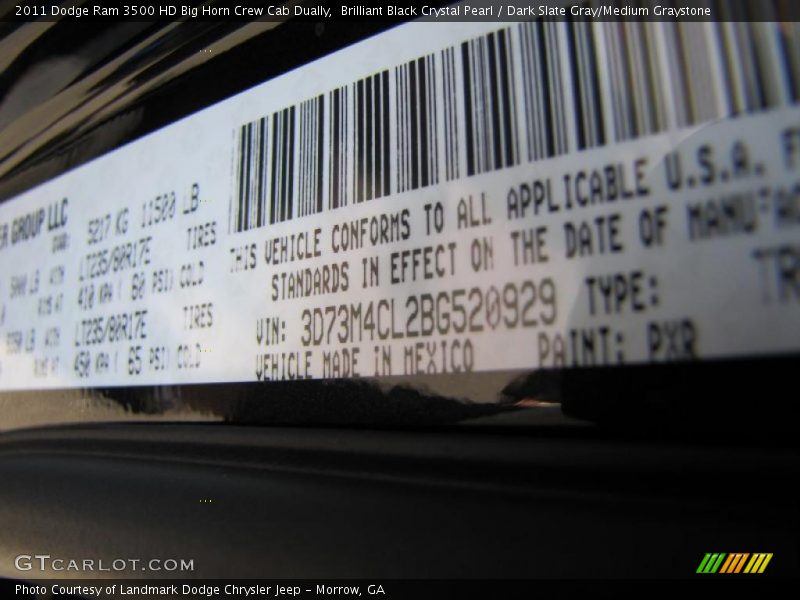 2011 Dodge Ram 3500 HD Big Horn Crew Cab Dually, Brilliant Black Crystal Pearl / Dark Slate Gray/Medium Graystone
GROUP LLC
5217 KG 11500 LB
LT235/80R17E TIRES
410 KPA ( 60 PSI) COLD
LT235/80R17E TIRES
450 KPA ( 65 PSI) COLD
THIS VEHICLE CONFORMS TO ALL APPLICABLE U.S.A. F
STANDARDS IN EFFECT ON THE DATE OF MANUFAC
VIN: 3D73M4CL2BG520929 TYPE: TR
VEHICLE MADE IN MEXICO PAINT: PXR
GTCARLOT.COM
Photo Courtesy of Landmark Dodge Chrysler Jeep - Morrow, GA